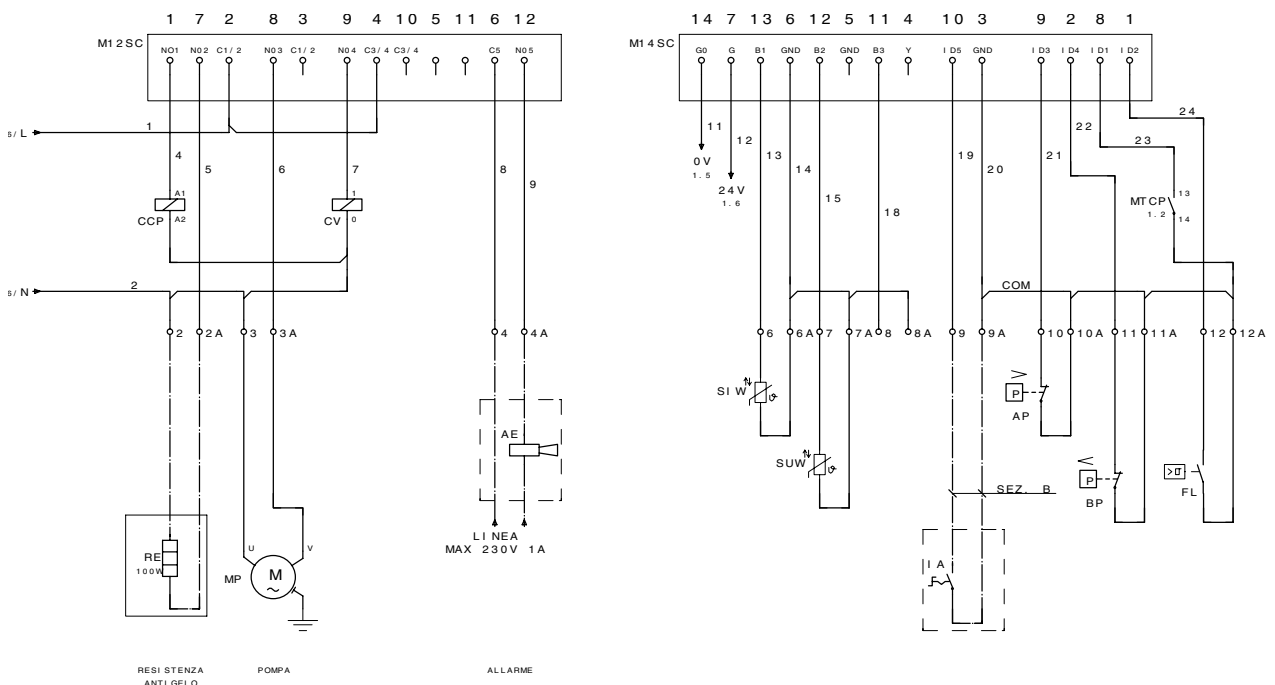 1 7 2 8 3 9 4 10 5 11 6 12
14 7 13 6 12 5 11 4 10 3 9 2 8 1
M12SC
NO1 N02 C1/2 N03 C1/2 N04 C3/4 C3/4 C5 N05
M14SC
G0 G B1 GND B2 GND B3 Y ID5 GND ID3 ID4 ID1 ID2
/L
1
4 5 6 7 8 9
11 12 13 14 15 18 19 20 21 22 23 24
0V
1.5
24V
1.6
A1
CCP A2
1
CV 0
13
MTCP
1.2 14
/N
2
COM
2 2A 3 3A 4 4A
6 6A 7 7A 8 8A 9 9A 10 10A 11 11A 12 12A
SIW
P
AP
AE
SUW
P
BP
FL
SEZ. B
LINEA
MAX 230V 1A
RE
100W
U V
MP
M
~
IA
RESISTENZA
ANTIGELO
POMPA
ALLARME